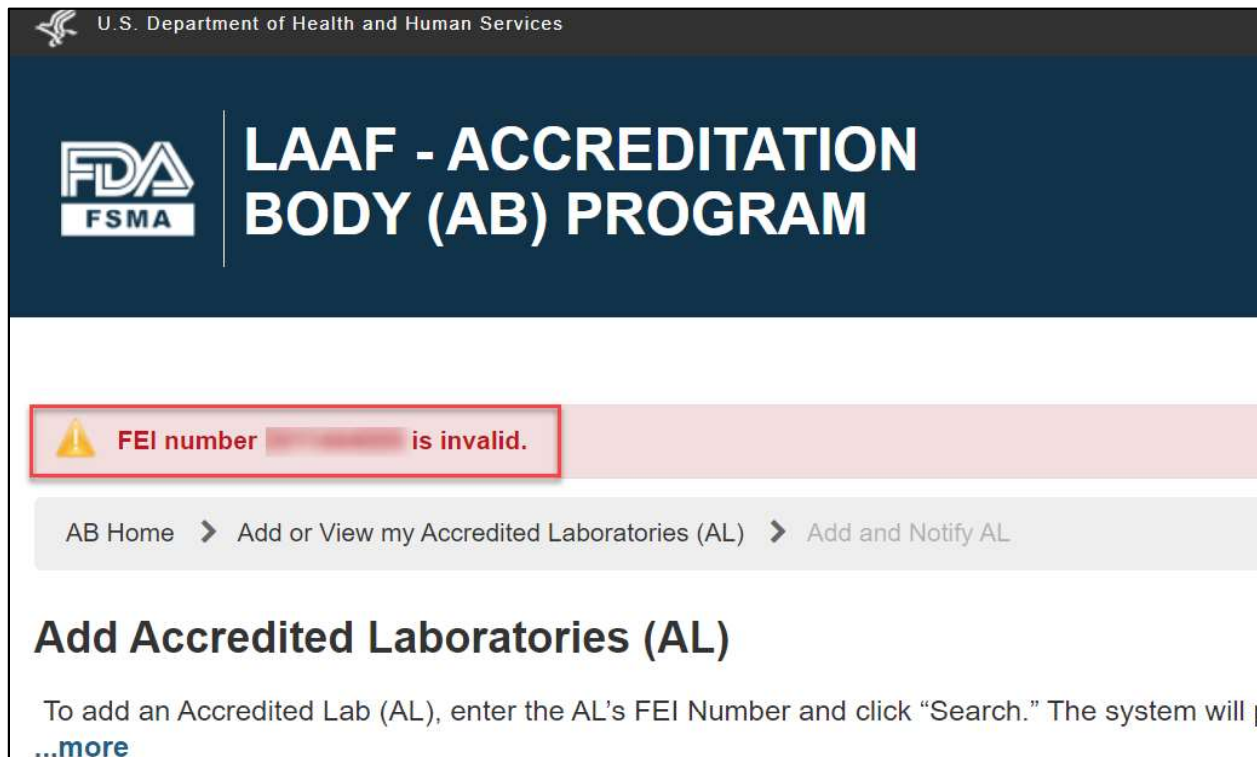 U.S. Department of Health and Human Services
FDA
FSMA
LAAF - ACCREDITATION
BODY (AB) PROGRAM
FEI number is invalid.
AB Home Add or View my Accredited Laboratories (AL) Add and Notify AL
Add Accredited Laboratories (AL)
To add an Accredited Lab (AL), enter the AL’s FEI Number and click “Search.” The system will
...more